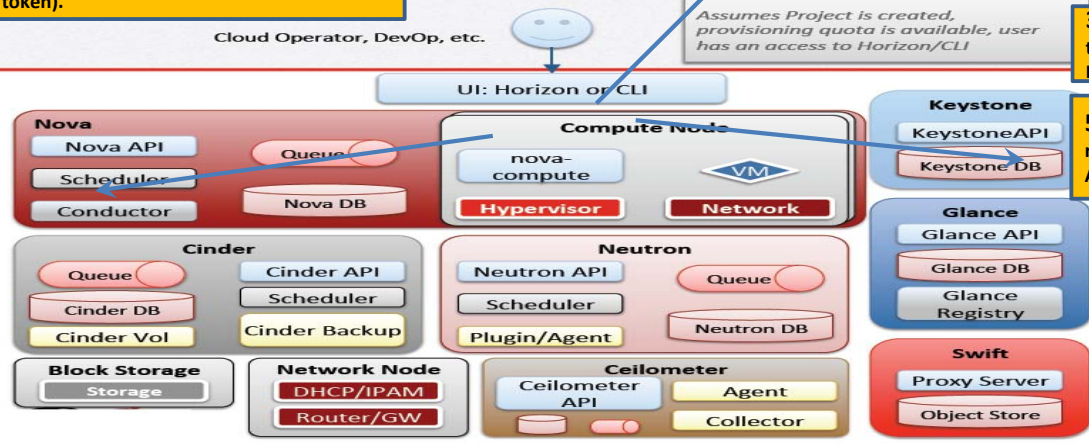 token).
Cloud Operator, DevOp, etc.
Assumes Project is created,
provisioning quota is available, user
has an access to Horizon/CLI
3
UI: Horizon or CLI
Nova
Nova API
Scheduler
Conductor
Queue
Nova DB
Compute Node
nova-
compute
VM
Hypervisor
Network
Keystone
KeystoneAPI
Keystone DB
Cinder
Queue
Cinder DB
Cinder Vol
Cinder API
Scheduler
Cinder Backup
Neutron
Neutron API
Scheduler
Plugin/Agent
Queue
Neutron DB
Glance
Glance API
Glance DB
Glance
Registry
Block Storage
Storage
Network Node
DHCP/IPAM
Router/GW
Ceilometer
Ceilometer
API
Agent
Collector
Swift
Proxy Server
Object Store